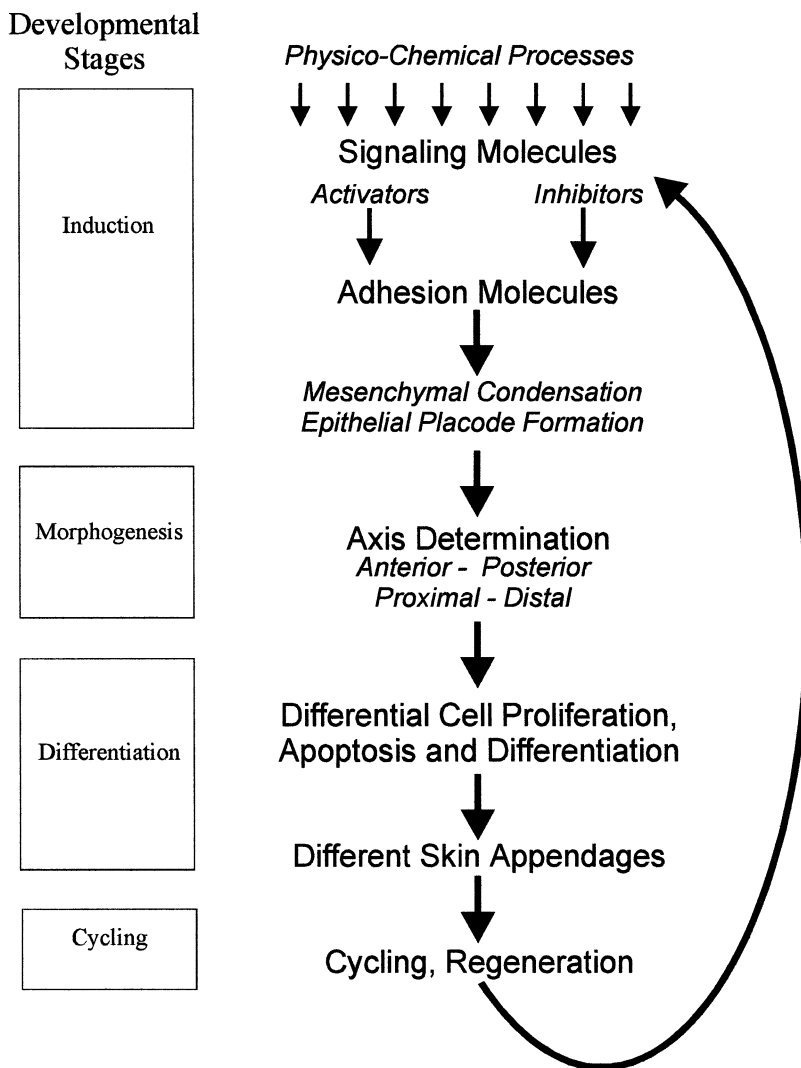 Developmental
Stages
Induction
Morphogenesis
Differentiation
Cycling
Physico-Chemical Processes
Signaling Molecules
Activators Inhibitors
Adhesion Molecules
Mesenchymal Condensation
Epithelial Placode Formation
Axis Determination
Anterior - Posterior
Proximal - Distal
Differential Cell Proliferation,
Apoptosis and Differentiation
Different Skin Appendages
Cycling, Regeneration